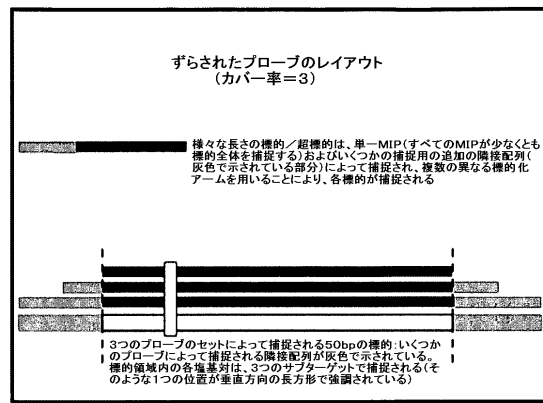 ずらされたプローブのレイアウト
(カバー率=3)
様々な長さの標的/超標的は、単一MIP(すべてのMIPが少なくとも
標的全体を捕捉する)およびいくつかの捕捉用の追加の隣接配列(
灰色で示されている部分)によって捕捉され、複数の異なる標的化
アームを用いることにより、各標的が捕捉される
3つのプローブのセットによって捕捉される50bpの標的:いくつか
のプローブによって捕捉される隣接配列が灰色で示されている。
標的領域内の各塩基対は、3つのサブターゲットで捕捉される(そ
のような1つの位置が垂直方向の長方形で強調されている)